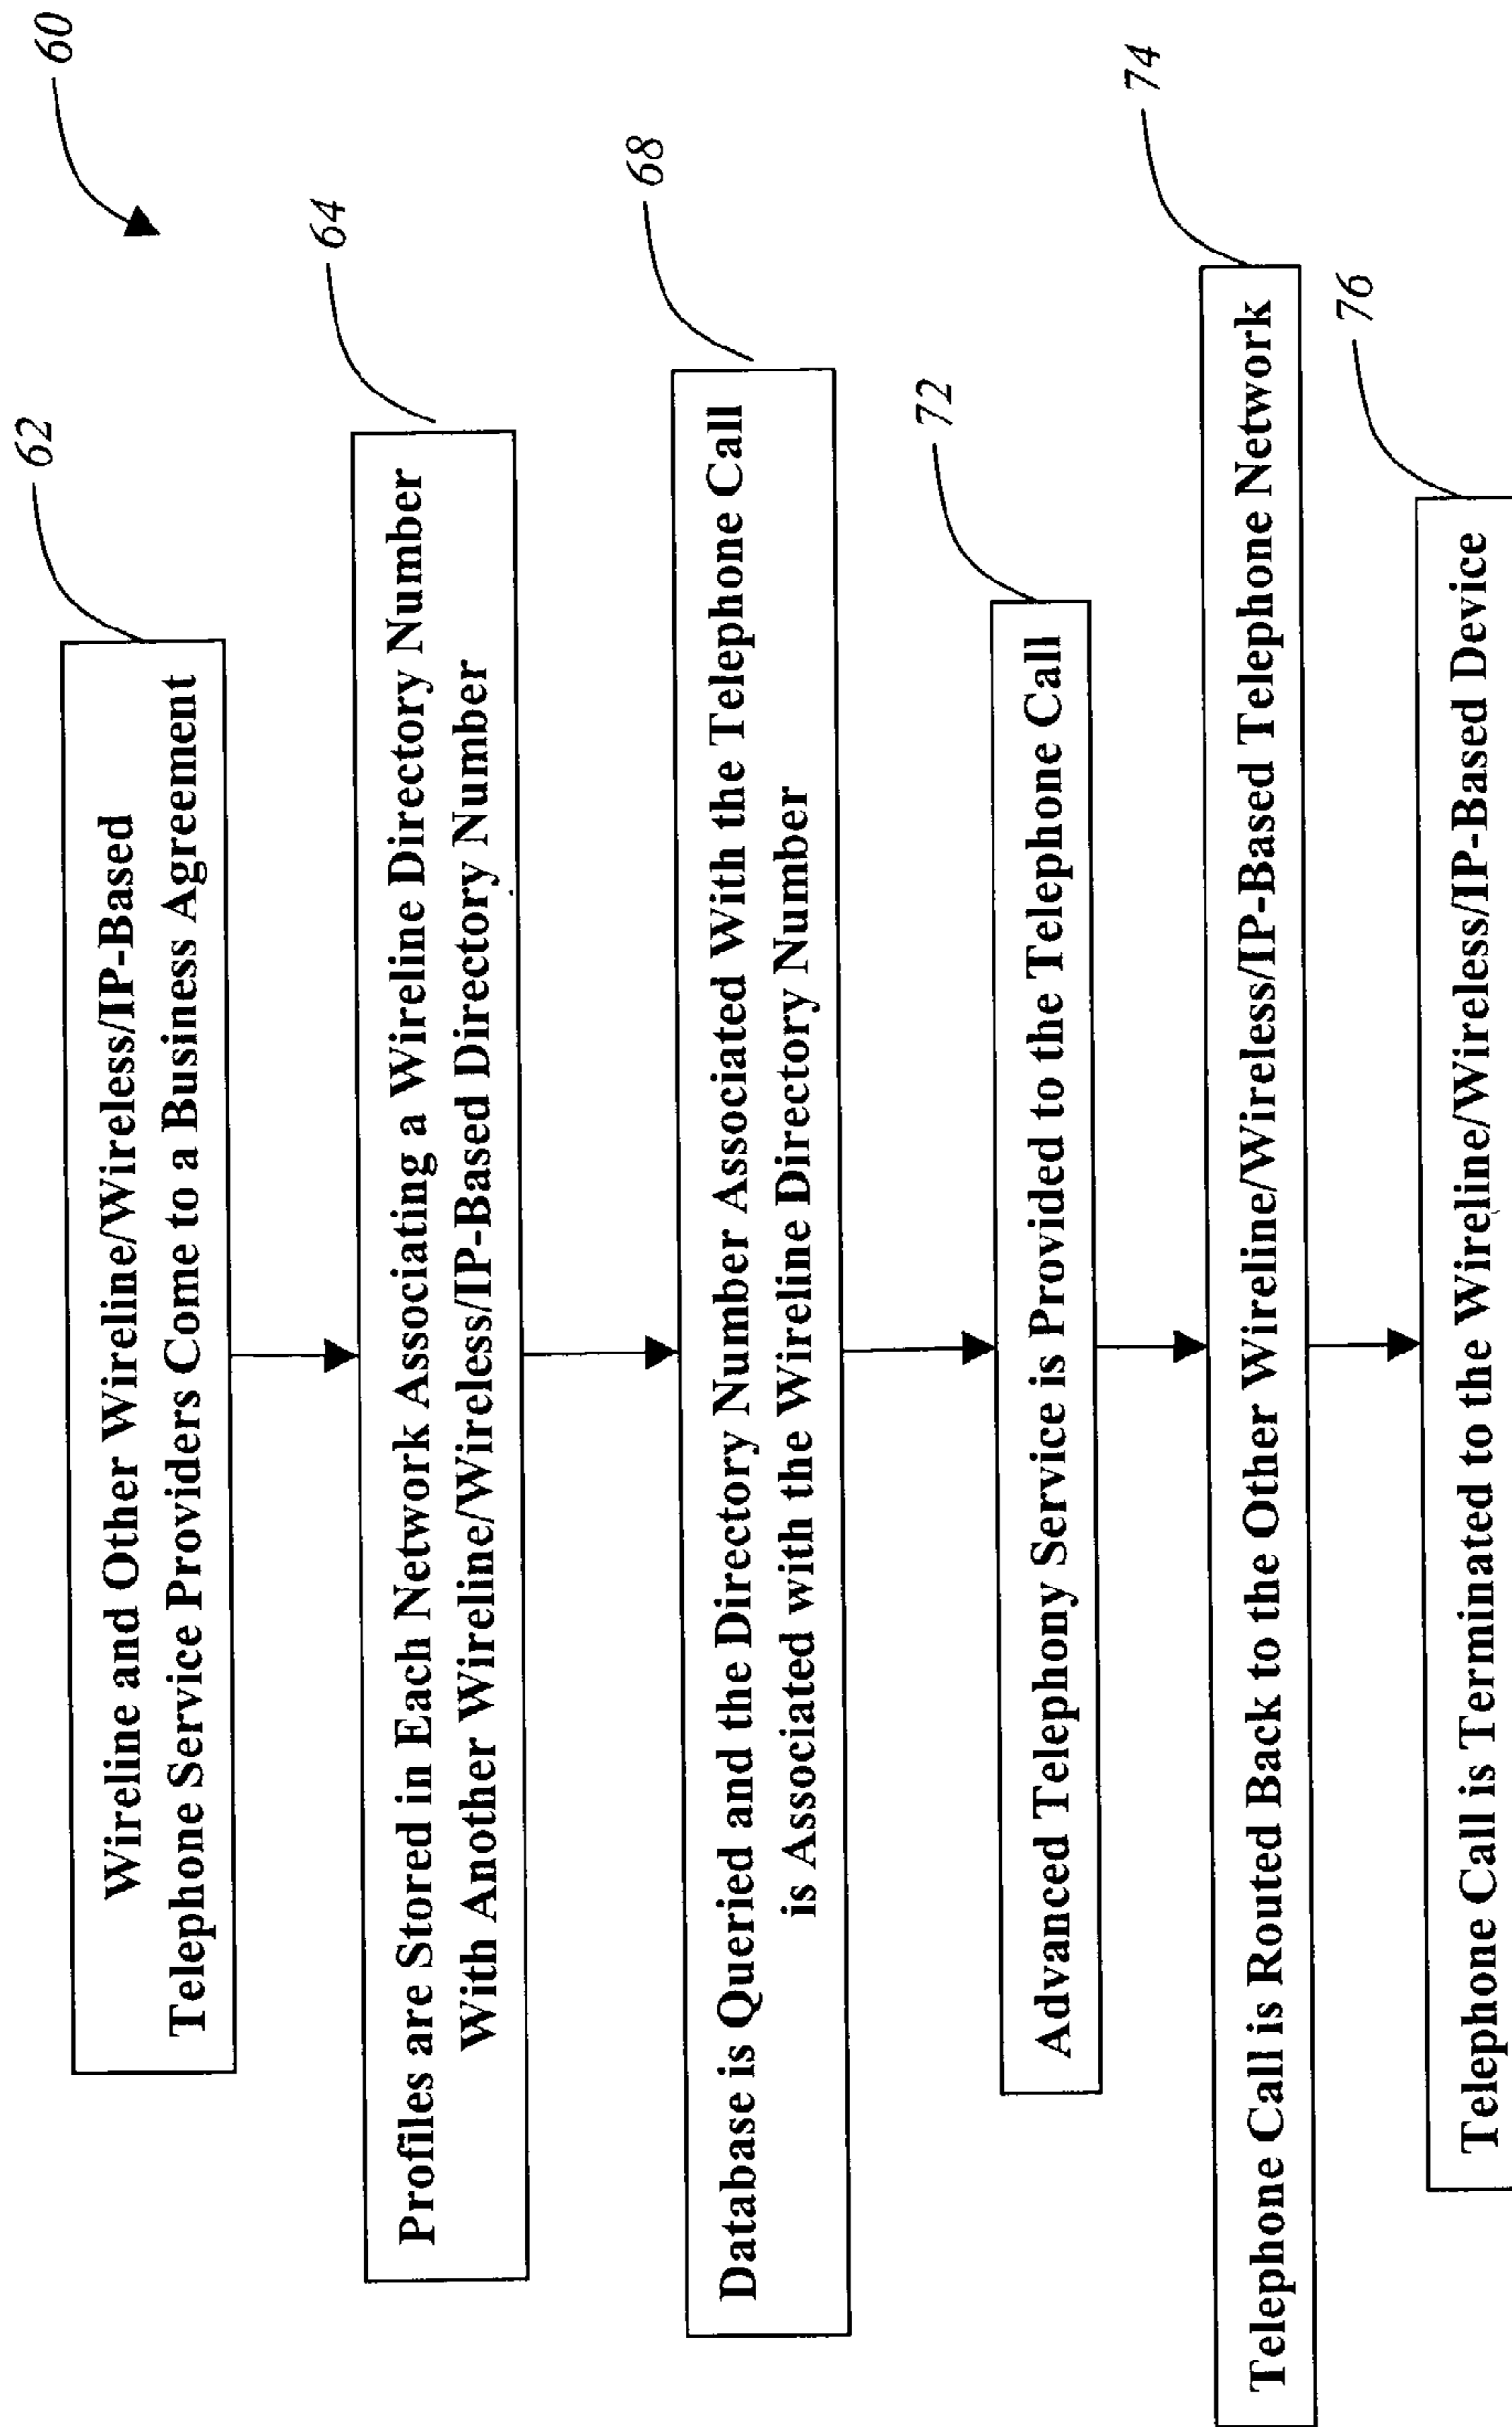 60
62
Wireline and Other Wireline/Wireless/IP-Based
Telephone Service Providers Come to a Business Agreement
64
Profiles are Stored in Each Network Associating a Wireline Directory Number
With Another Wireline/Wireless/IP-Based Directory Number
68
Database is Queried and the Directory Number Associated With the Telephone Call
is Associated with the Wireline Directory Number
72
Advanced Telephony Service is Provided to the Telephone Call
74
Telephone Call is Routed Back to the Other Wireline/Wireless/IP-Based Telephone Network
76
Telephone Call is Terminated to the Wireline/Wireless/IP-Based Device